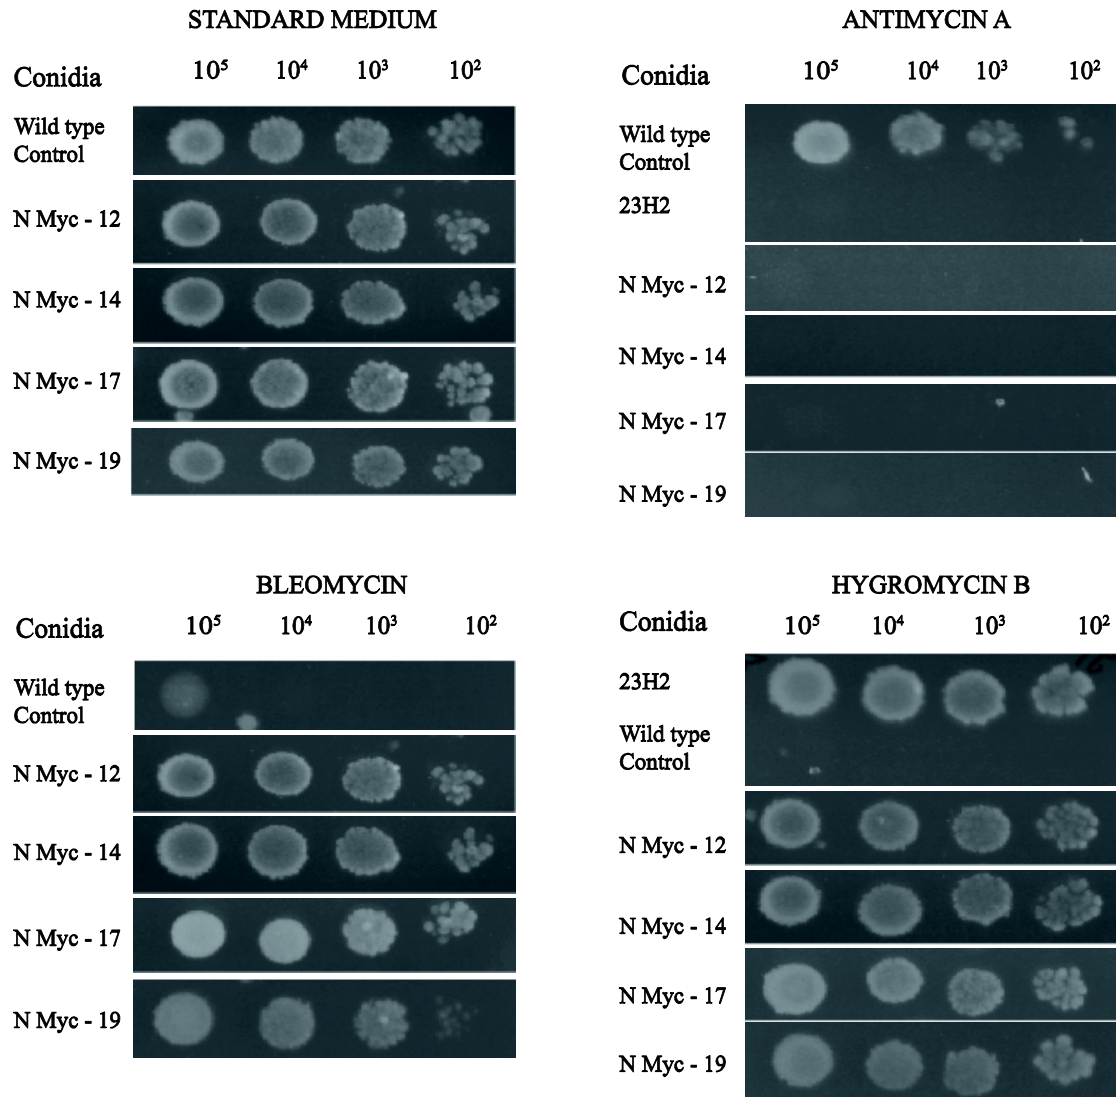 STANDARD MEDIUM
Conidia 10⁵ 10⁴ 10³ 10²
Wild type
Control
N Myc - 12
N Myc - 14
N Myc - 17
N Myc - 19
ANTIMYCIN A
Conidia 10⁵ 10⁴ 10³ 10²
Wild type
Control
23H2
N Myc - 12
N Myc - 14
N Myc - 17
N Myc - 19
BLEOMYCIN
Conidia 10⁵ 10⁴ 10³ 10²
Wild type
Control
N Myc - 12
N Myc - 14
N Myc - 17
N Myc - 19
HYGROMYCIN B
Conidia 10⁵ 10⁴ 10³ 10²
23H2
Wild type
Control
N Myc - 12
N Myc - 14
N Myc - 17
N Myc - 19